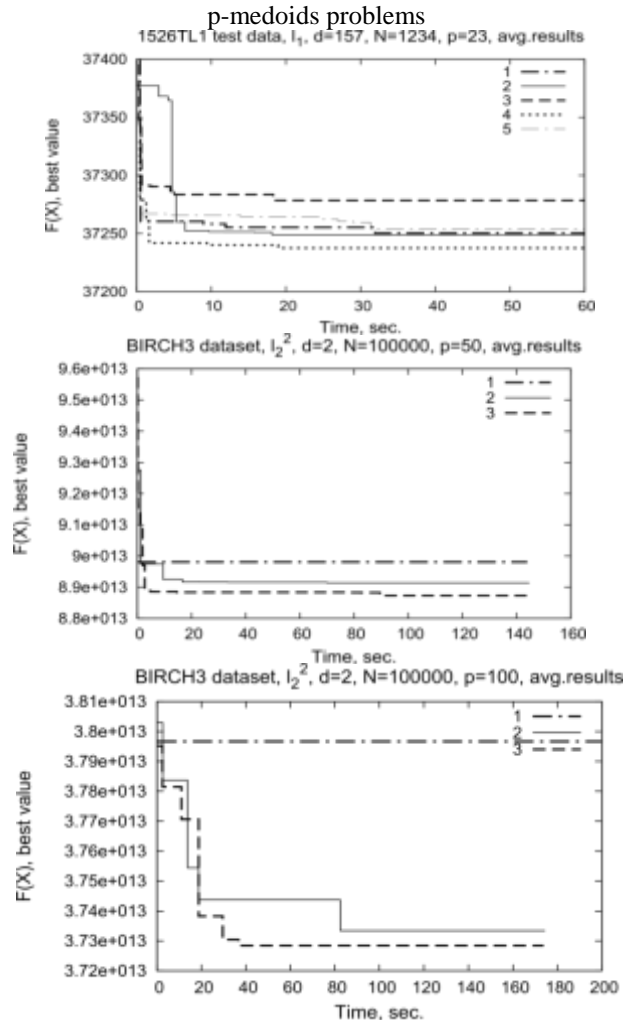 p-medoids problems
1526TL1 test data, l₁, d=157, N=1234, p=23, avg.results
37400
37350
37300
37250
37200
F(X), best value
1
2
3
4
5
0 10 20 30 40 50 60
Time, sec.
BIRCH3 dataset, l₂², d=2, N=100000, p=50, avg.results
9.6e+013
9.5e+013
9.4e+013
9.3e+013
9.2e+013
9.1e+013
9e+013
8.9e+013
8.8e+013
F(X), best value
1
2
3
0 20 40 60 80 100 120 140 160
Time, sec.
BIRCH3 dataset, l₂², d=2, N=100000, p=100, avg.results
3.81e+013
3.8e+013
3.79e+013
3.78e+013
3.77e+013
3.76e+013
3.75e+013
3.74e+013
3.73e+013
3.72e+013
F(X), best value
1
2
3
0 20 40 60 80 100 120 140 160 180 200
Time, sec.